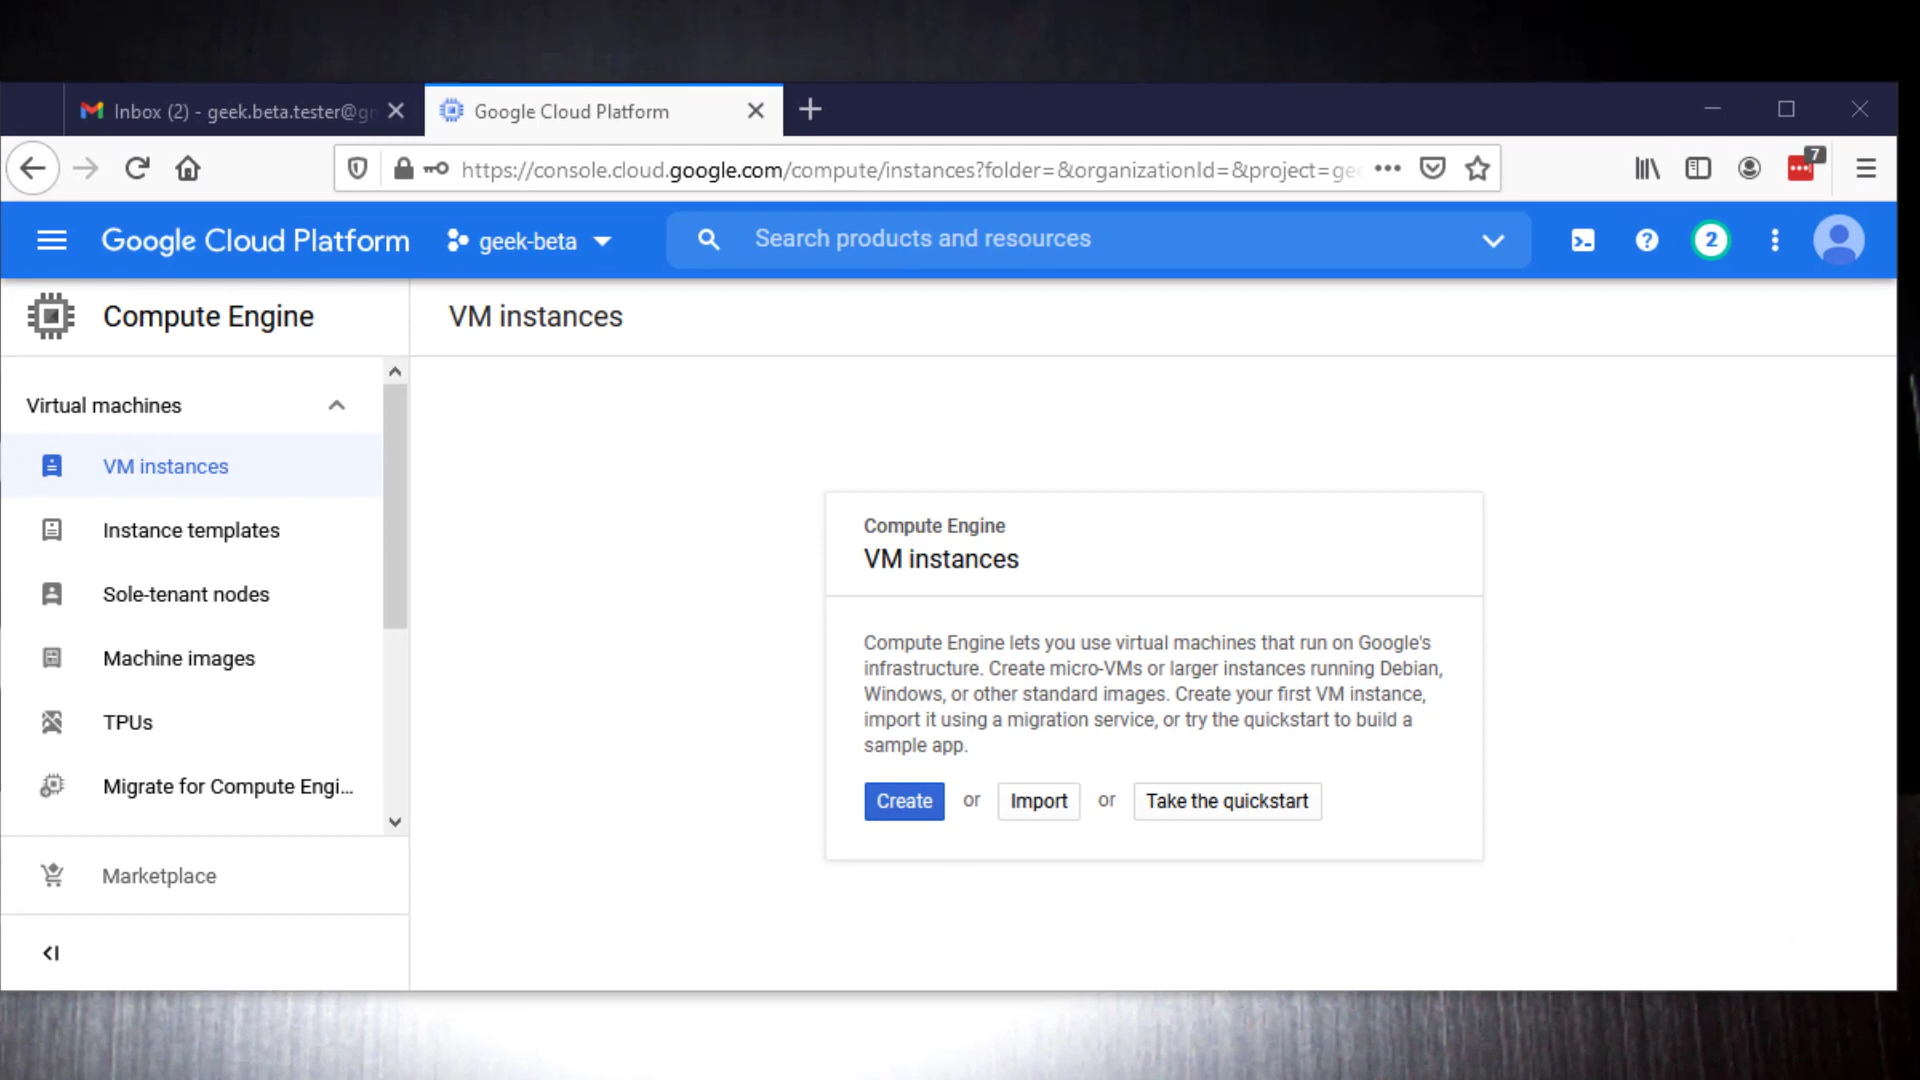 Inbox (2) - geek.beta.tester@gr
Google Cloud Platform
https://console.cloud.google.com/compute/instances?folder=&organizationId=&project=gee
7
Google Cloud Platform
geek-beta
Search products and resources
2
Compute Engine
VM instances
Virtual machines
VM instances
Instance templates
Sole-tenant nodes
Machine images
TPUs
Migrate for Compute Engi...
Marketplace
Compute Engine
VM instances
Compute Engine lets you use virtual machines that run on Google's
infrastructure. Create micro-VMs or larger instances running Debian,
Windows, or other standard images. Create your first VM instance,
import it using a migration service, or try the quickstart to build a
sample app.
Create or Import or Take the quickstart